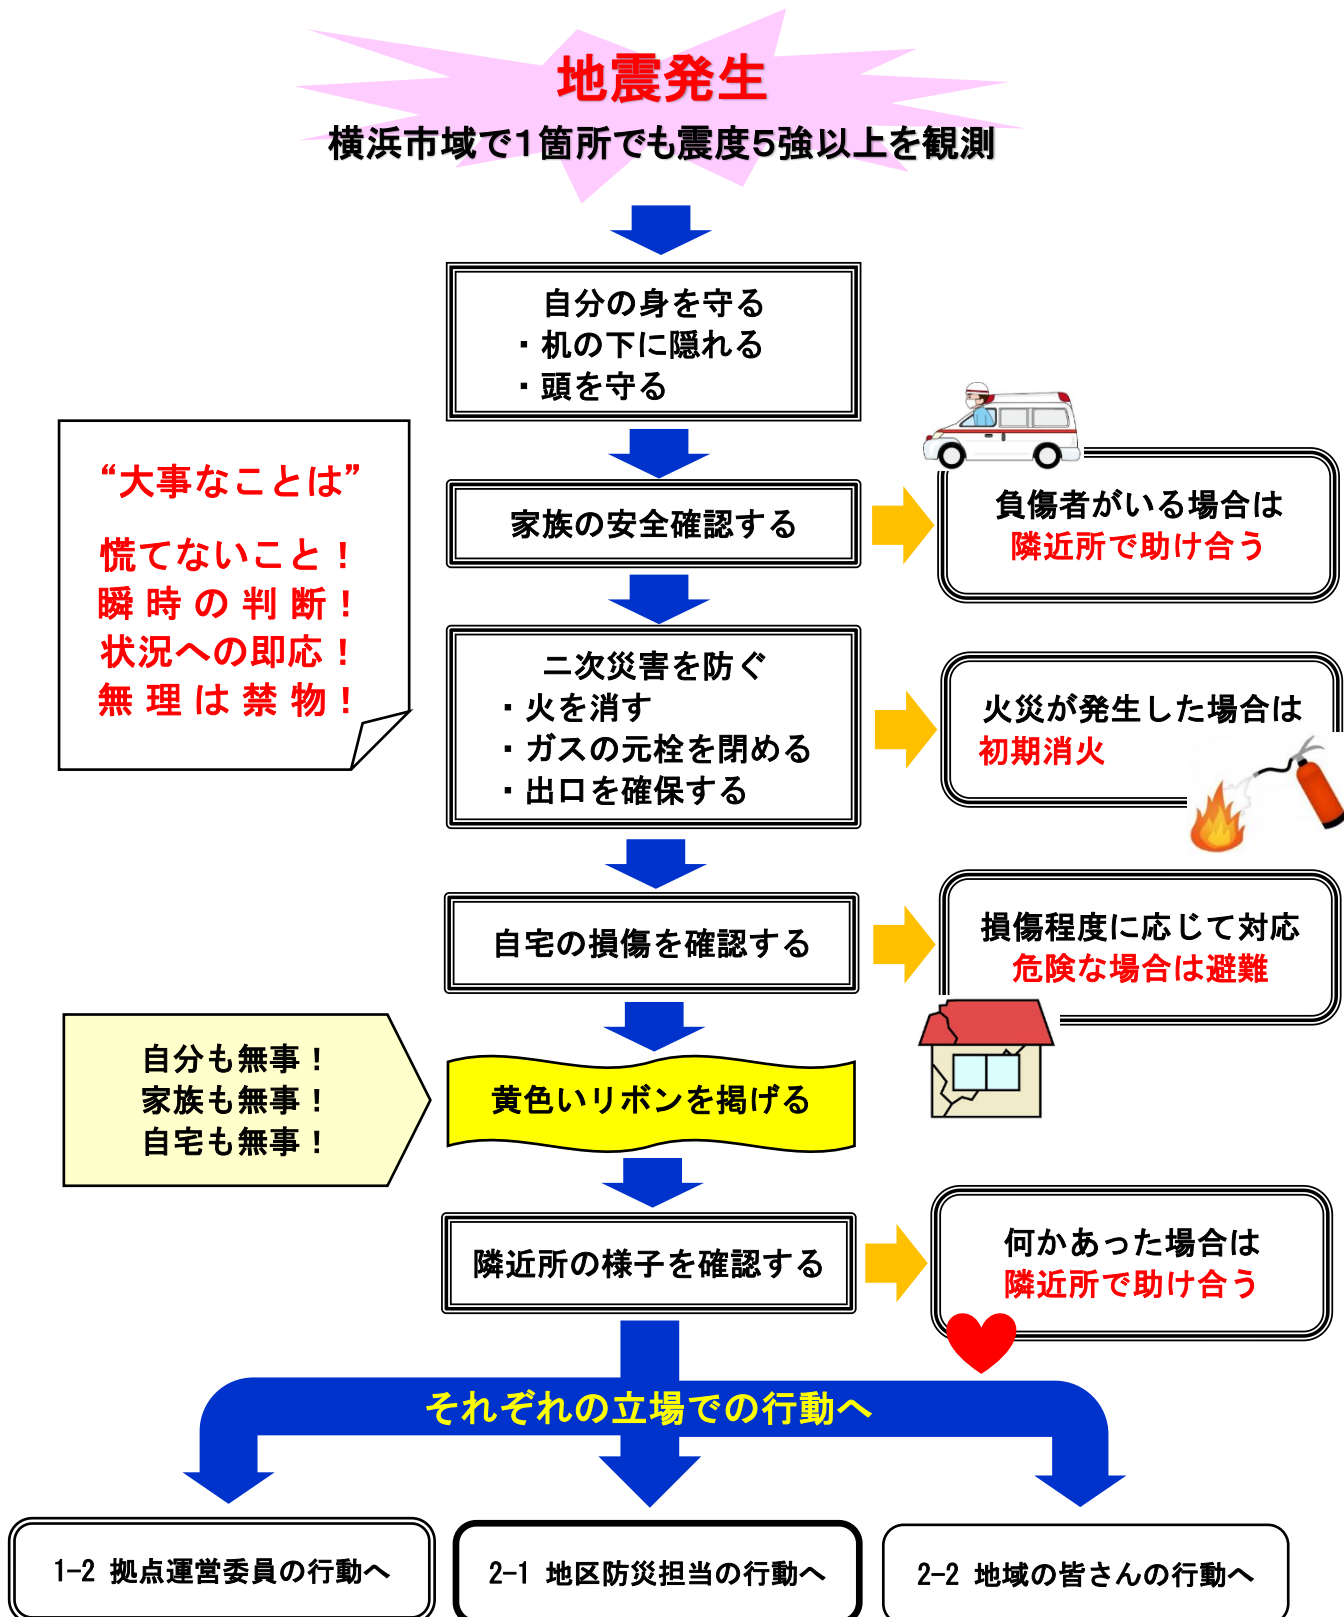 地震発生
横浜市域で1箇所でも震度5強以上を観測
自分の身を守る
・机の下に隠れる
・頭を守る
“大事なことは”
慌てないこと！
瞬時の判断！
状況への即応！
無理は禁物！
家族の安全確認する
負傷者がいる場合は
隣近所で助け合う
二次災害を防ぐ
・火を消す
・ガスの元栓を閉める
・出口を確保する
火災が発生した場合は
初期消火
自宅の損傷を確認する
損傷程度に応じて対応
危険な場合は避難
自分も無事！
家族も無事！
自宅も無事！
黄色いリボンを掲げる
隣近所の様子を確認する
何かあった場合は
隣近所で助け合う
それぞれの立場での行動へ
1-2 拠点運営委員の行動へ
2-1 地区防災担当の行動へ
2-2 地域の皆さんの行動へ